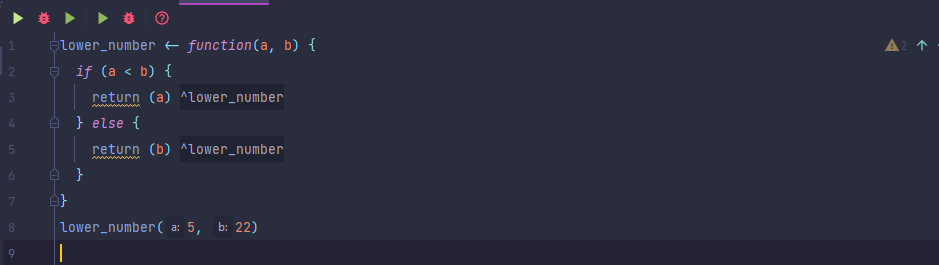 1 lower_number <- function(a, b) { 2
2 if (a < b) {
3 return (a) ^lower_number
4 } else {
5 return (b) ^lower_number
6 }
7 }
8 lower_number( a: 5, b: 22)
9